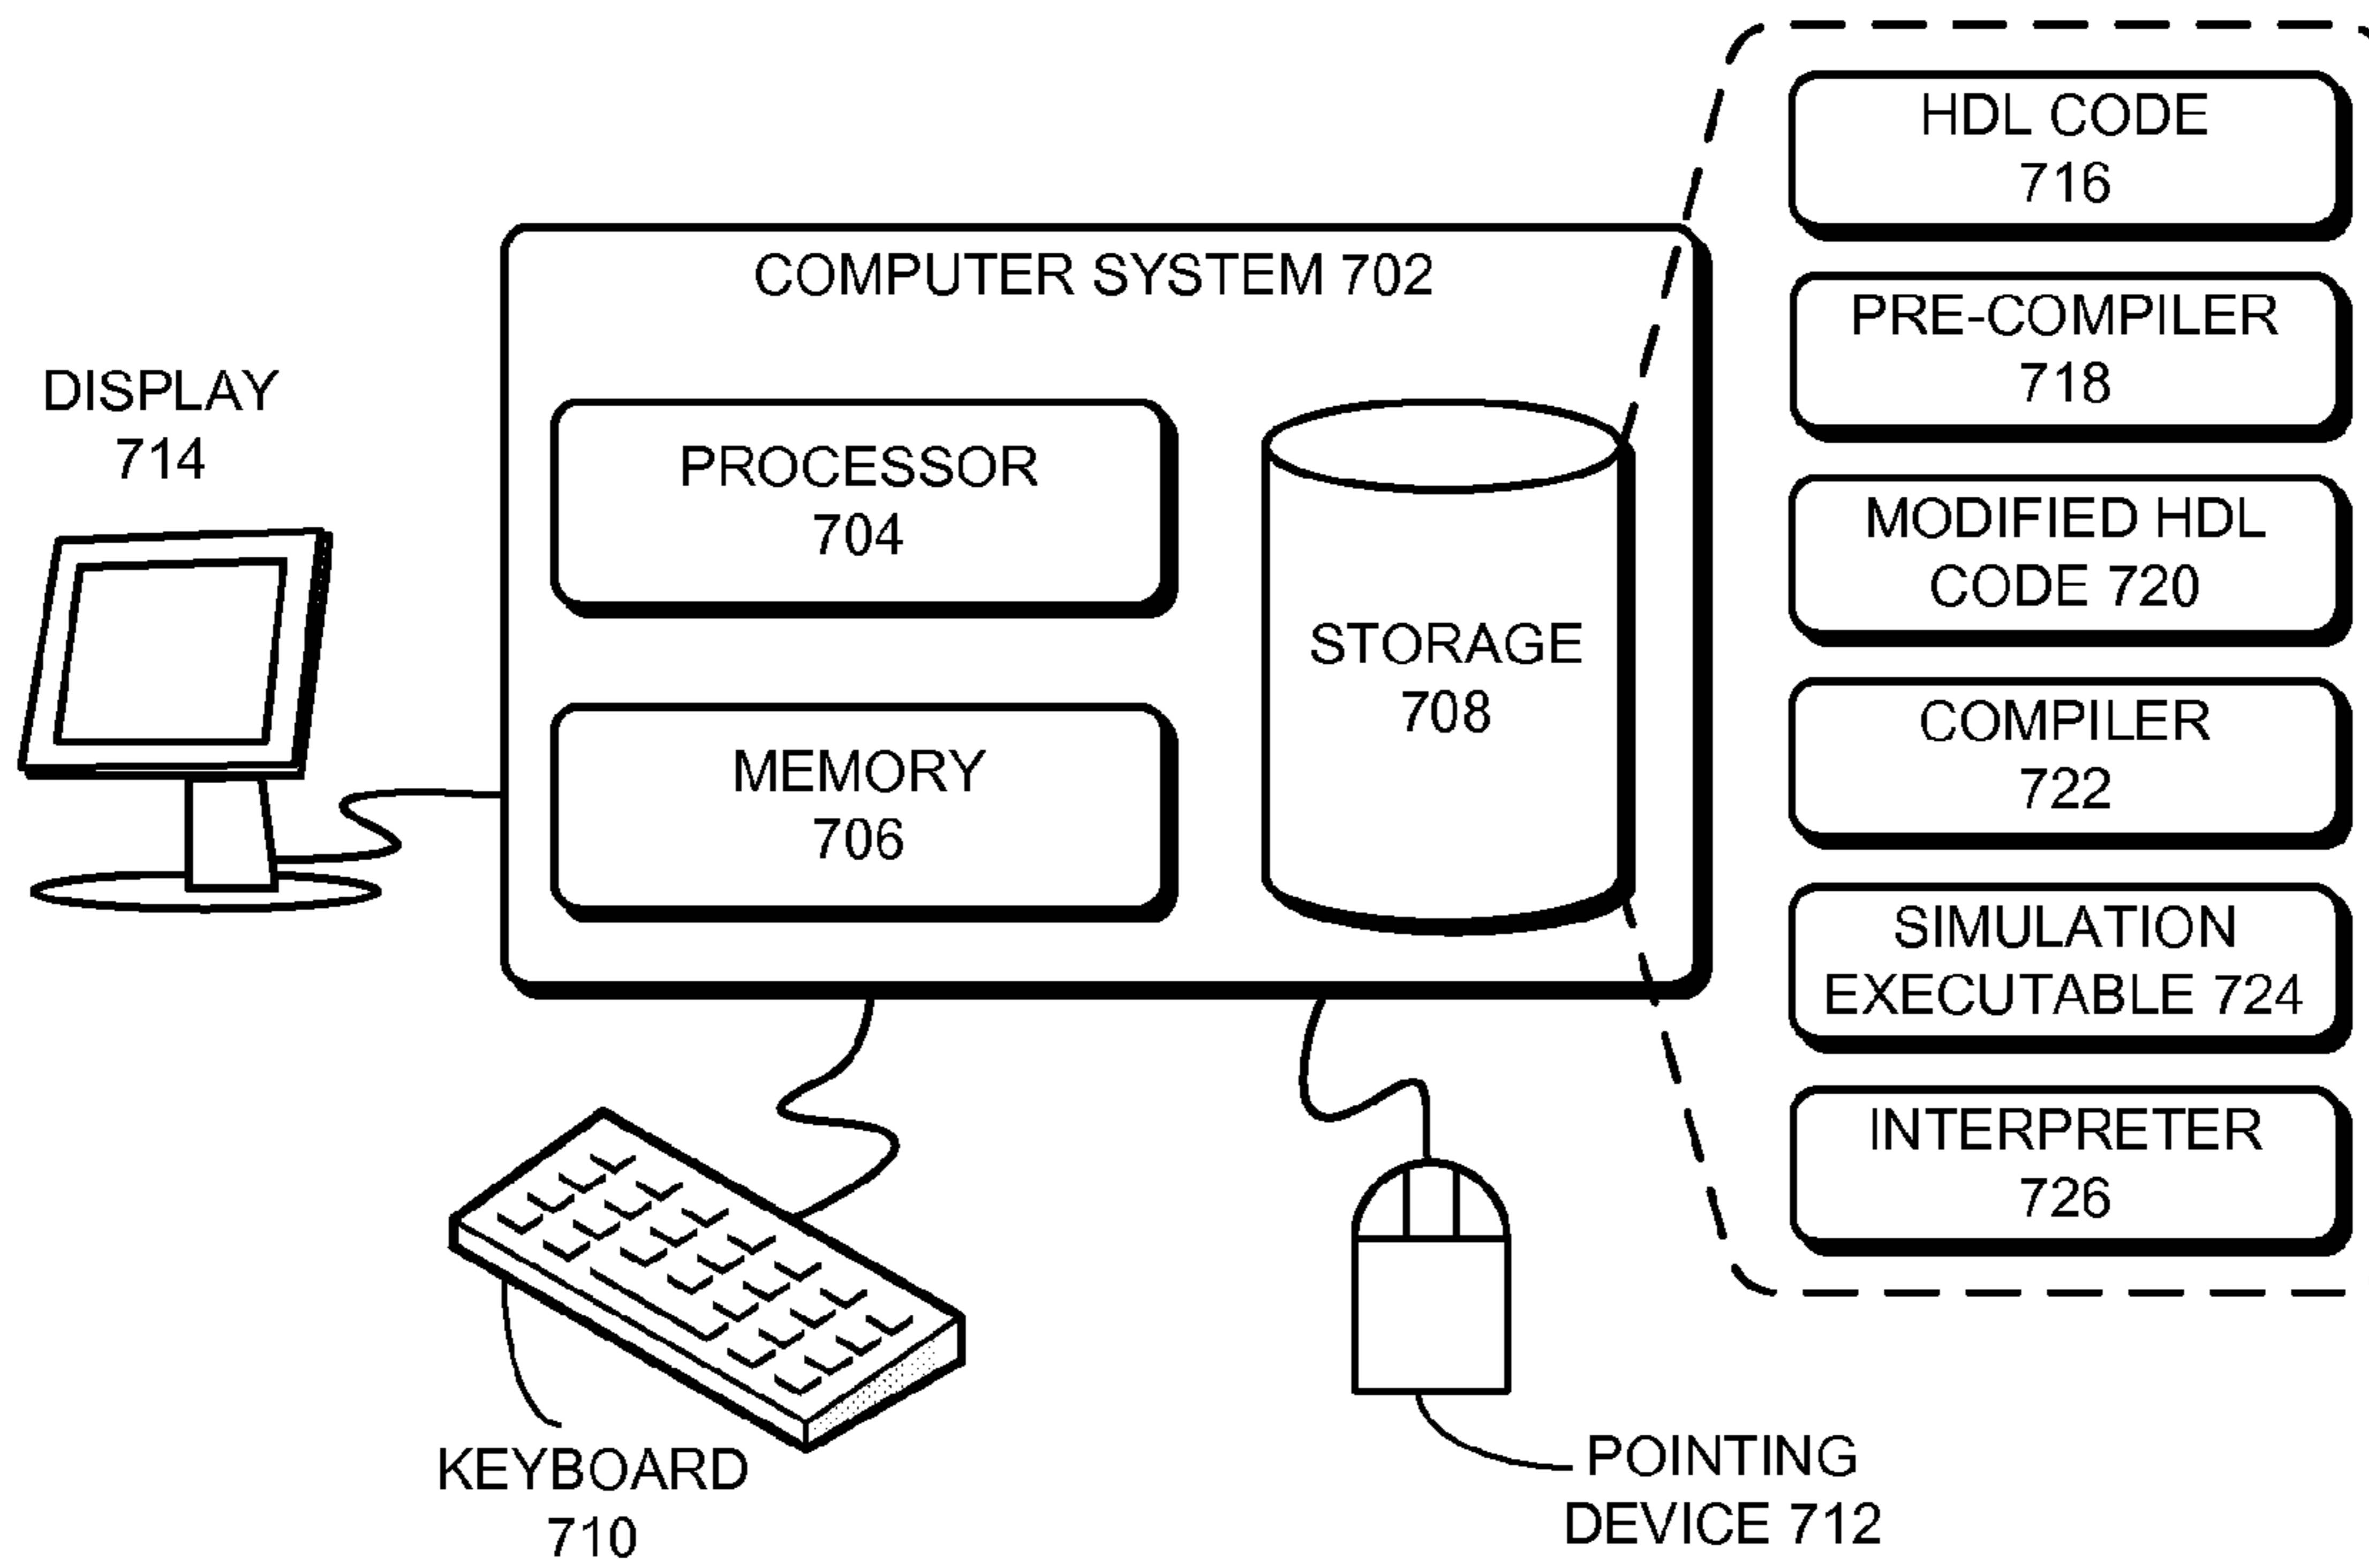 COMPUTER SYSTEM 702
DISPLAY
714
PROCESSOR
704
MEMORY
706
STORAGE
708
KEYBOARD
710
POINTING
DEVICE 712
HDL CODE
716
PRE-COMPILER
718
MODIFIED HDL
CODE 720
COMPILER
722
SIMULATION
EXECUTABLE 724
INTERPRETER
726